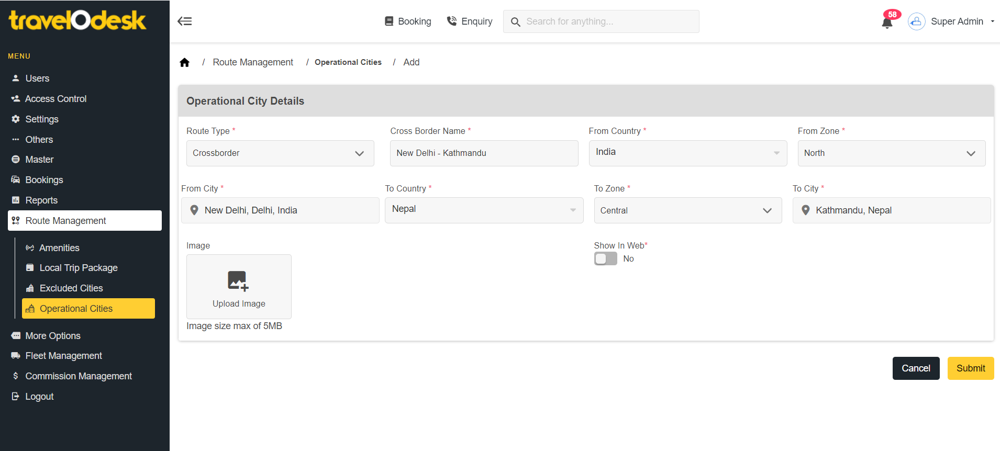 travelOdesk
Booking
Enquiry
Search for anything...
58
Super Admin
MENU
Users
Access Control
Settings
Others
Master
Bookings
Reports
Route Management
Amenities
Local Trip Package
Excluded Cities
Operational Cities
More Options
Fleet Management
Commission Management
Logout
/ Route Management / Operational Cities / Add
Operational City Details
Route Type * Cross Border Name * From Country * From Zone *
Crossborder New Delhi - Kathmandu India North
From City * To Country * To Zone * To City *
New Delhi, Delhi, India Nepal Central Kathmandu, Nepal
Image Show In Web*
No
Upload Image
Image size max of 5MB
Cancel Submit